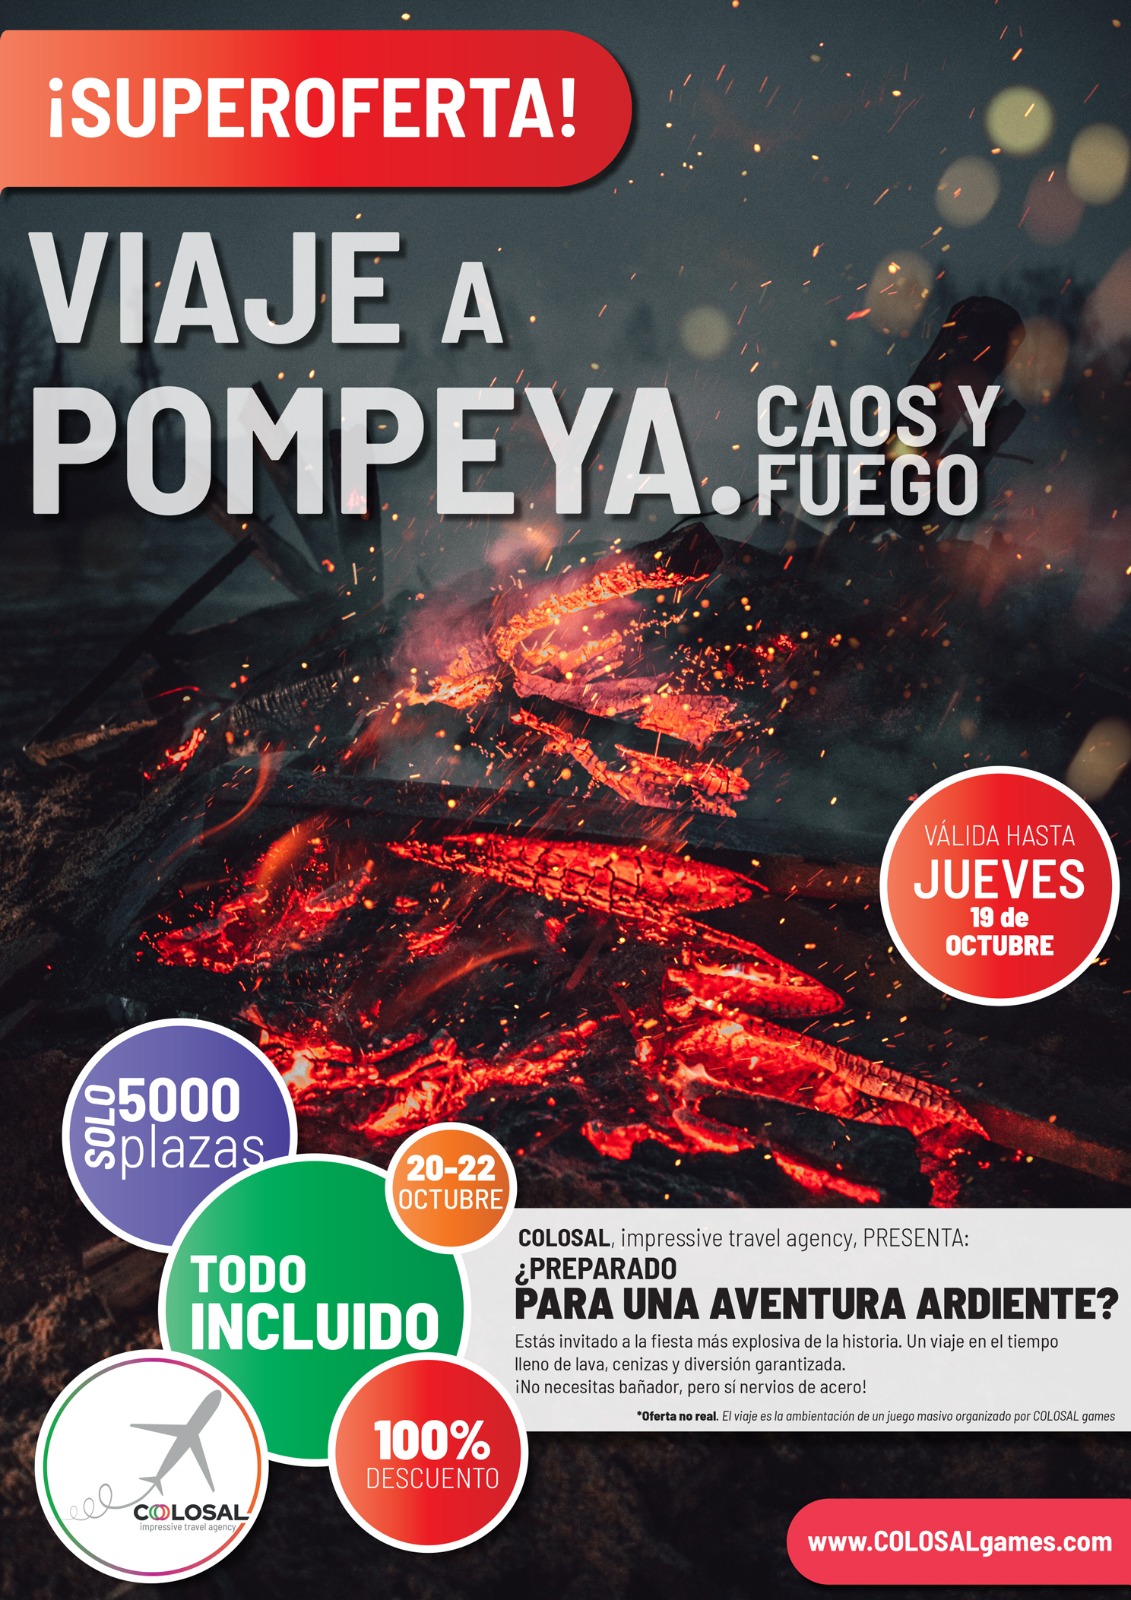 ¡SUPEROFERTA!
VIAJE A
POMPEYA. CAOS Y
FUEGO
VÁLIDA HASTA
JUEVES
19 de
OCTUBRE
SOLO 5000
plazas
20-22
OCTUBRE
TODO
INCLUIDO
100%
DESCUENTO
COLOSAL
impressive travel agency
COLOSAL, impressive travel agency, PRESENTA:
¿PREPARADO
PARA UNA AVENTURA ARDIENTE?
Estás invitado a la fiesta más explosiva de la historia. Un viaje en el tiempo
lleno de lava, cenizas y diversión garantizada.
¡No necesitas bañador, pero sí nervios de acero!
*Oferta no real. El viaje es la ambientación de un juego masivo organizado por COLOSAL games
www.COLOSALgames.com